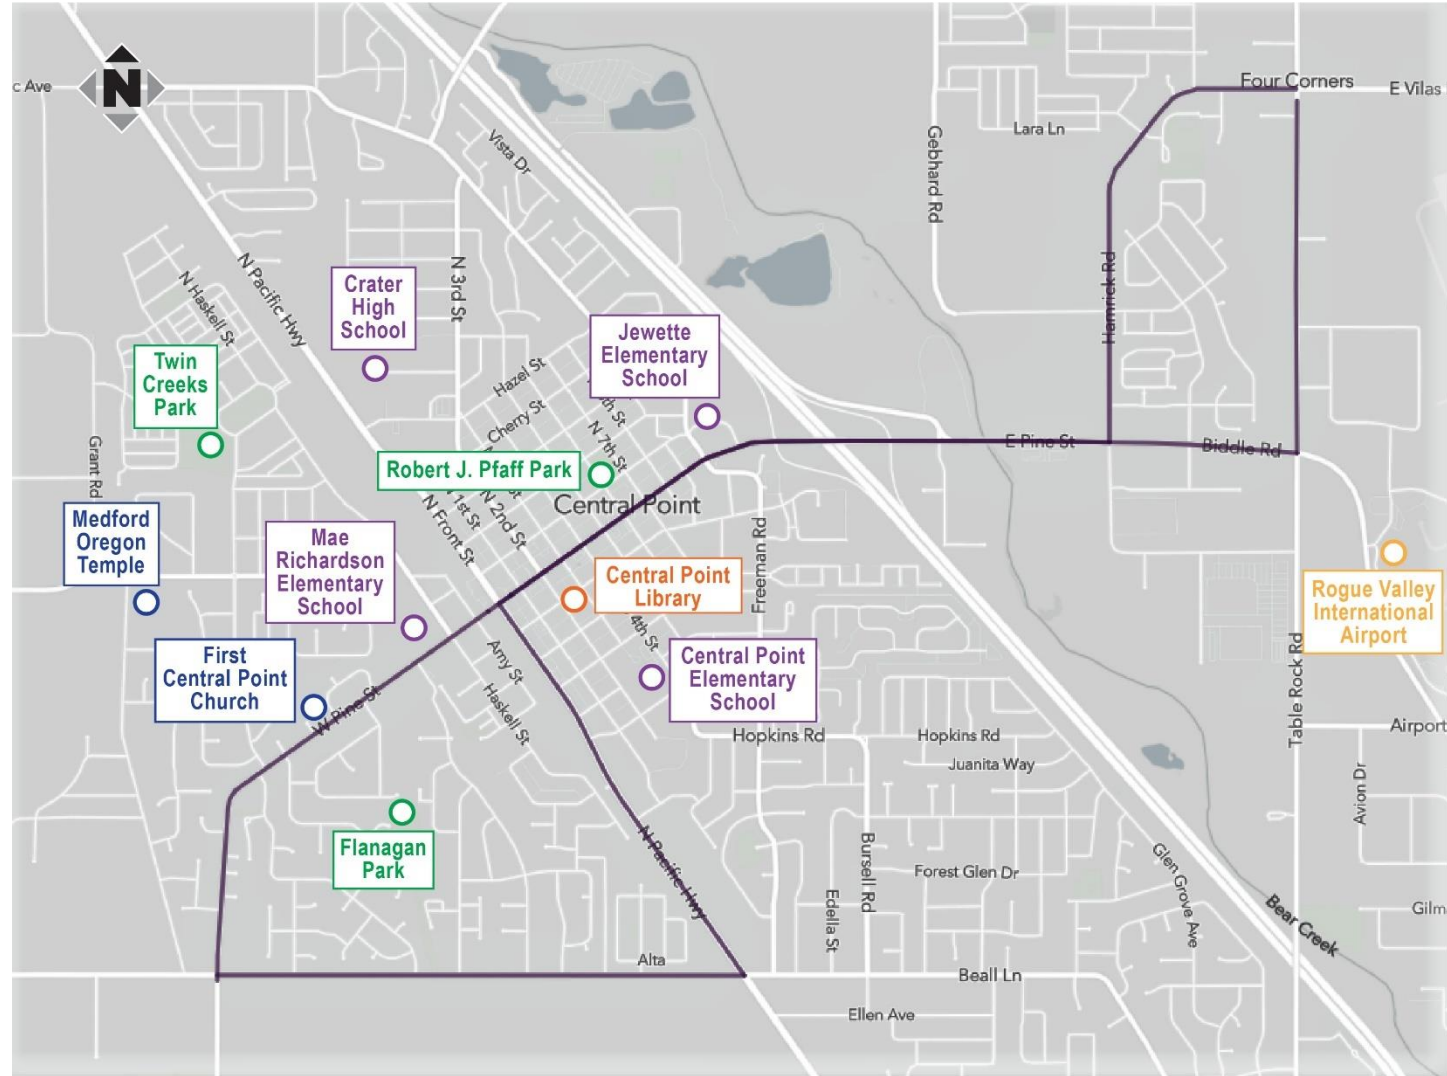 c Ave
N
Four Corners
E Vilas
Lara Ln
Gebhard Rd
Vista Dr
N Pacific Hwy
N 3rd St
N Haskell St
Hamrick Rd
Crater
High
School
Jewette
Elementary
School
Twin
Creeks
Park
Hazel St
Cherry St
N 7th St
Grant Rd
E Pine St
Biddle Rd
Robert J. Pfaff Park
Central Point
1st St
N 2nd St
N Front St
Medford
Oregon
Temple
Mae
Richardson
Elementary
School
Freeman Rd
Central Point
Library
Rogue Valley
International
Airport
4th St
First
Central Point
Church
Amy St
Haskell St
W Pine St
Central Point
Elementary
School
Table Rock Rd
Hopkins Rd
Hopkins Rd
Airport
Juanita Way
Avion Dr
Flanagan
Park
N Pacific Hwy
Bursell Rd
Forest Glen Dr
Glen Grove Ave
Edella St
Bear Creek
Gilm
Alta
Beall Ln
Ellen Ave